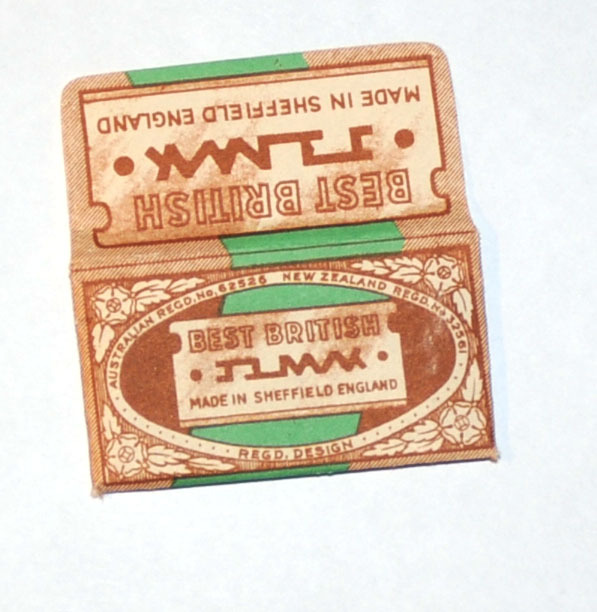 MADE IN SHEFFIELD ENGLAND
BEST BRITISH
AUSTRALIAN REGD. No. 62526 NEW ZEALAND REGD. No. 32561
BEST BRITISH
MADE IN SHEFFIELD ENGLAND
REGD. DESIGN